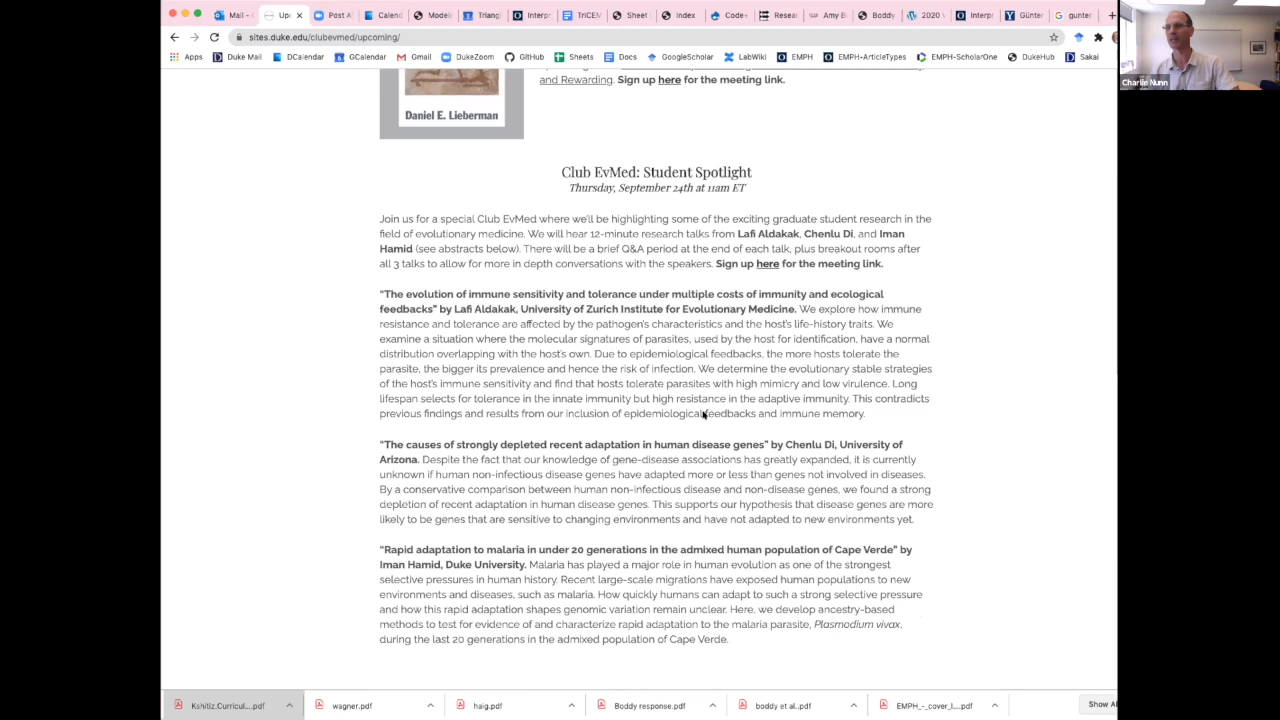 Mail -
Upc
Post A
Calend
Model
Triangl
Interpr
TriCEM
Sheet
Index
Code+
Resear
Amy B
Boddy
2020
Interpr
Günter
gunter
sites.duke.edu/clubevmed/upcoming/
Apps
Duke Mail
DCalendar
GCalendar
Gmail
DukeZoom
GitHub
Sheets
Docs
GoogleScholar
LabWiki
EMPH
EMPH-ArticleTypes
EMPH-ScholarOne
DukeHub
Sakai
Charlie Nunn
and Rewarding. Sign up here for the meeting link.
Daniel E. Lieberman
Club EvMed: Student Spotlight
Thursday, September 24th at 11am ET
Join us for a special Club EvMed where we'll be highlighting some of the exciting graduate student research in the
field of evolutionary medicine. We will hear 12-minute research talks from Lafi Aldakak, Chenlu Di, and Iman
Hamid (see abstracts below). There will be a brief Q&A period at the end of each talk, plus breakout rooms after
all 3 talks to allow for more in depth conversations with the speakers. Sign up here for the meeting link.
"The evolution of immune sensitivity and tolerance under multiple costs of immunity and ecological
feedbacks" by Lafi Aldakak, University of Zurich Institute for Evolutionary Medicine. We explore how immune
resistance and tolerance are affected by the pathogen's characteristics and the host's life-history traits. We
examine a situation where the molecular signatures of parasites, used by the host for identification, have a normal
distribution overlapping with the host's own. Due to epidemiological feedbacks, the more hosts tolerate the
parasite, the bigger its prevalence and hence the risk of infection. We determine the evolutionary stable strategies
of the host's immune sensitivity and find that hosts tolerate parasites with high mimicry and low virulence. Long
lifespan selects for tolerance in the innate immunity but high resistance in the adaptive immunity. This contradicts
previous findings and results from our inclusion of epidemiological feedbacks and immune memory.
"The causes of strongly depleted recent adaptation in human disease genes" by Chenlu Di, University of
Arizona. Despite the fact that our knowledge of gene-disease associations has greatly expanded, it is currently
unknown if human non-infectious disease genes have adapted more or less than genes not involved in diseases.
By a conservative comparison between human non-infectious disease and non-disease genes, we found a strong
depletion of recent adaptation in human disease genes. This supports our hypothesis that disease genes are more
likely to be genes that are sensitive to changing environments and have not adapted to new environments yet.
"Rapid adaptation to malaria in under 20 generations in the admixed human population of Cape Verde" by
Iman Hamid, Duke University. Malaria has played a major role in human evolution as one of the strongest
selective pressures in human history. Recent large-scale migrations have exposed human populations to new
environments and diseases, such as malaria. How quickly humans can adapt to such a strong selective pressure
and how this rapid adaptation shapes genomic variation remain unclear. Here, we develop ancestry-based
methods to test for evidence of and characterize rapid adaptation to the malaria parasite, Plasmodium vivax,
during the last 20 generations in the admixed population of Cape Verde.
Kshitiz.Curricul....pdf
wagner.pdf
haig.pdf
Boddy response.pdf
boddy et al..pdf
EMPH_-_cover_l....pdf
Show Al